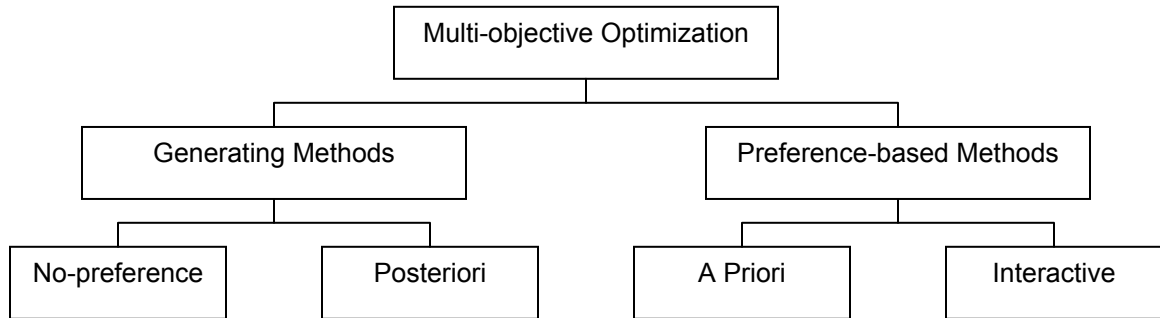 Multi-objective Optimization
Generating Methods
Preference-based Methods
No-preference
Posteriori
A Priori
Interactive